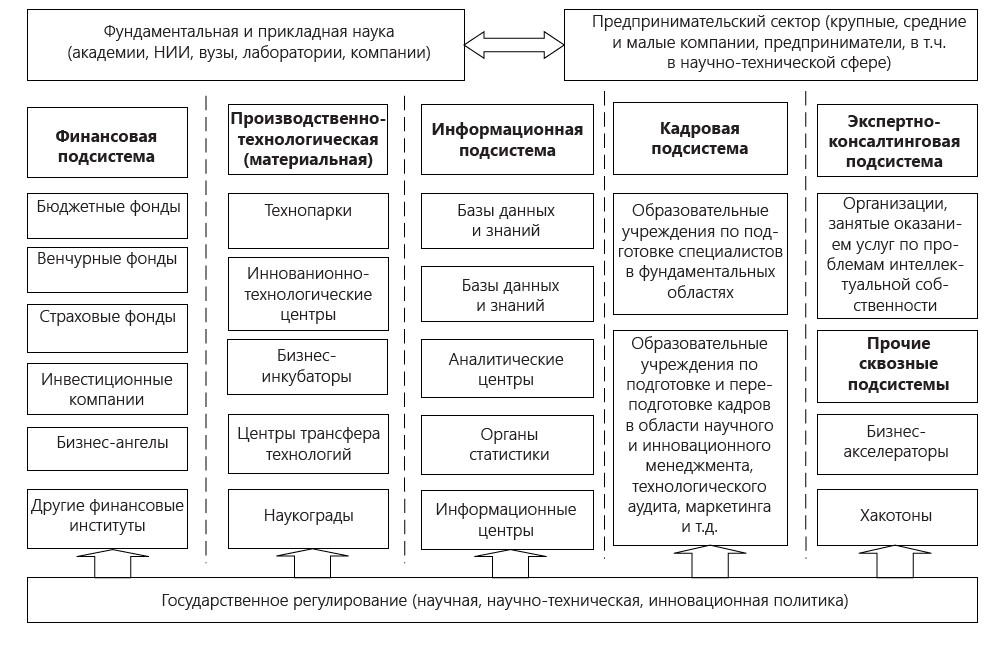 Фундаментальная и прикладная наука
(академии, НИИ, вузы, лаборатории, компании)
Предпринимательский сектор (крупные, средние
и малые компании, предприниматели, в т.ч.
в научно-технической сфере)
Финансовая
подсистема
Бюджетные фонды
Венчурные фонды
Страховые фонды
Инвестиционные
компании
Бизнес-ангелы
Другие финансовые
институты
Производственно-
технологическая
(материальная)
Технопарки
Иннованионно-
технологические
центры
Бизнес-
инкубаторы
Центры трансфера
технологий
Наукограды
Информационная
подсистема
Базы данных
и знаний
Базы данных
и знаний
Аналитические
центры
Органы
статистики
Информационные
центры
Кадровая
подсистема
Образовательные
учреждения по под-
готовке специалистов
в фундаментальных
областях
Образовательные
учреждения по
подготовке и пере-
подготовке кадров
в области научного
и инновационного
менеджмента,
технологического
аудита, маркетинга
и т.д.
Экспертно-
консалтинговая
подсистема
Организации,
занятые оказани-
ем услуг по про-
блемам интеллек-
туальной соб-
ственности
Прочие
сквозные
подсистемы
Бизнес-
акселераторы
Хакотоны
Государственное регулирование (научная, научно-техническая, инновационная политика)